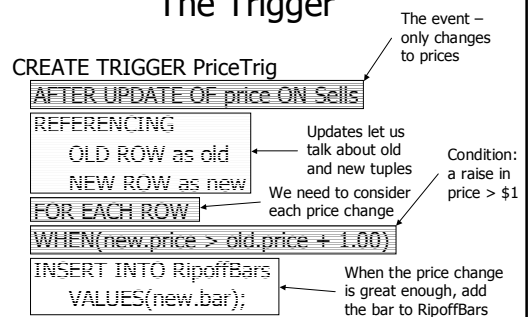 The Trigger
The event –
only changes
to prices
CREATE TRIGGER PriceTrig
AFTER UPDATE OF price ON Sells
REFERENCING
OLD ROW as old
NEW ROW as new
Updates let us
talk about old
and new tuples
Condition:
a raise in
price > $1
FOR EACH ROW
We need to consider
each price change
WHEN(new.price > old.price + 1.00)
INSERT INTO RipoffBars
VALUES(new.bar);
When the price change
is great enough, add
the bar to RipoffBars